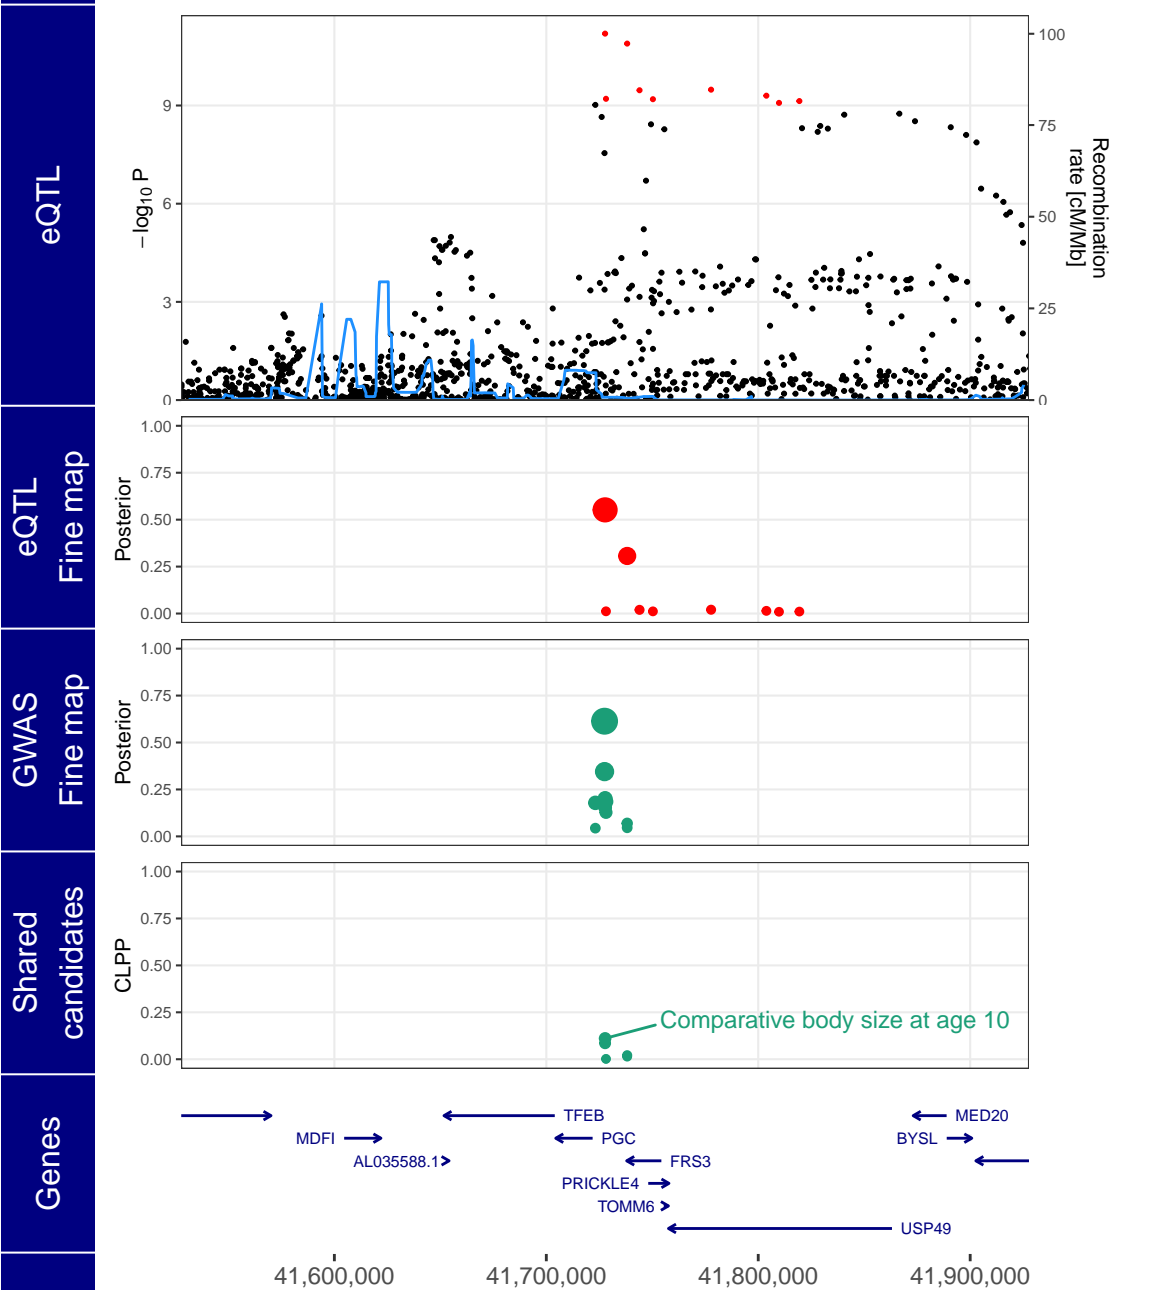 eQTL
−log10 P
9
6
3
0
100
75
50
25
0
Recombination
rate [cM/Mb]
eQTL
Fine map
Posterior
1.00
0.75
0.50
0.25
0.00
GWAS
Fine map
Posterior
1.00
0.75
0.50
0.25
0.00
Shared
candidates
CLPP
1.00
0.75
0.50
0.25
0.00
Comparative body size at age 10
Genes
TFEB
MED20
MDFI
PGC
BYSL
AL035588.1
FRS3
PRICKLE4
TOMM6
USP49
41,600,000
41,700,000
41,800,000
41,900,000